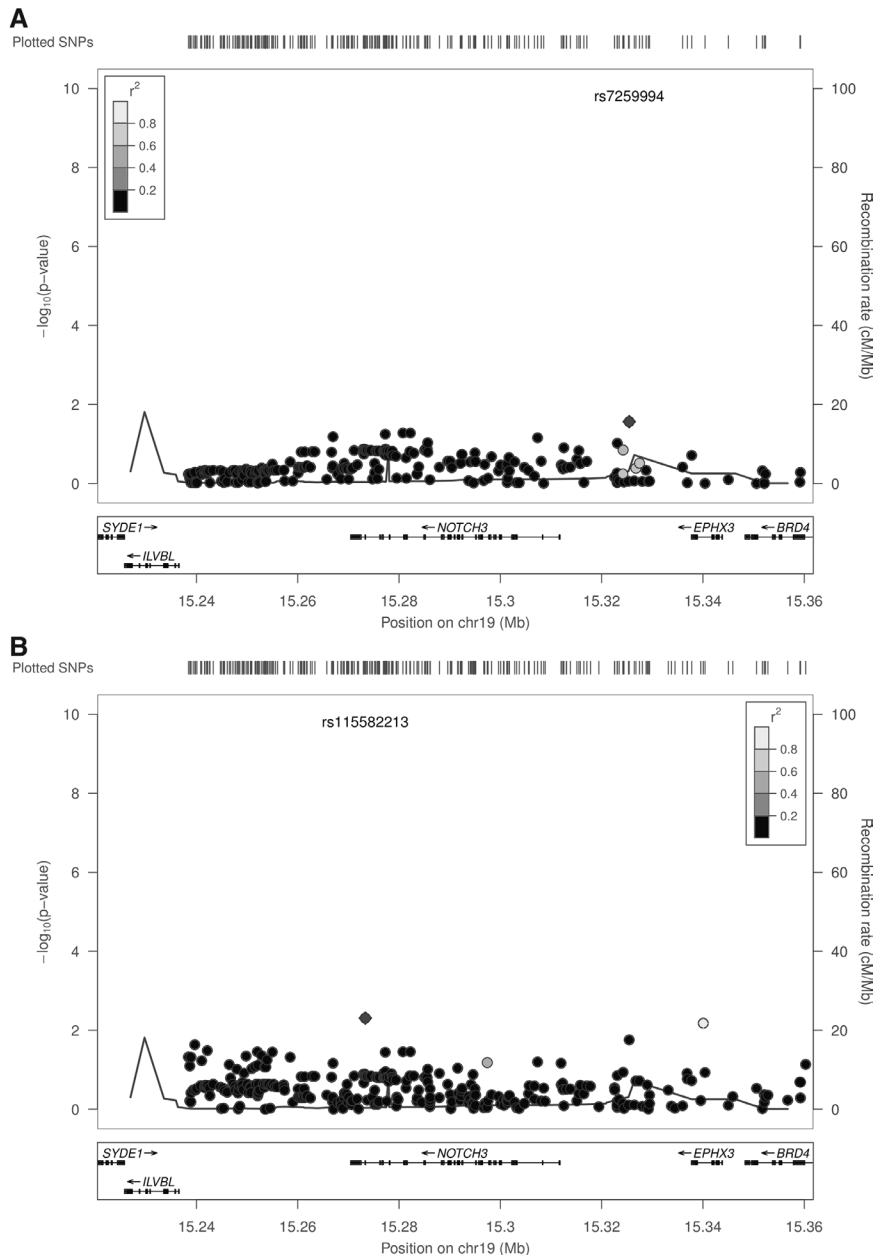 A
Plotted SNPs
r2
0.8
0.6
0.4
0.2
rs7259994
10
8
6
4
2
0
−log10(p−value)
100
80
60
40
20
0
Recombination rate (cM/Mb)
SYDE1→
←NOTCH3
←EPHX3
←BRD4
←ILVBL
15.24 15.26 15.28 15.3 15.32 15.34 15.36
Position on chr19 (Mb)
B
Plotted SNPs
rs115582213
r2
0.8
0.6
0.4
0.2
10
8
6
4
2
0
−log10(p−value)
100
80
60
40
20
0
Recombination rate (cM/Mb)
SYDE1→
←NOTCH3
←EPHX3
←BRD4
←ILVBL
15.24 15.26 15.28 15.3 15.32 15.34 15.36
Position on chr19 (Mb)